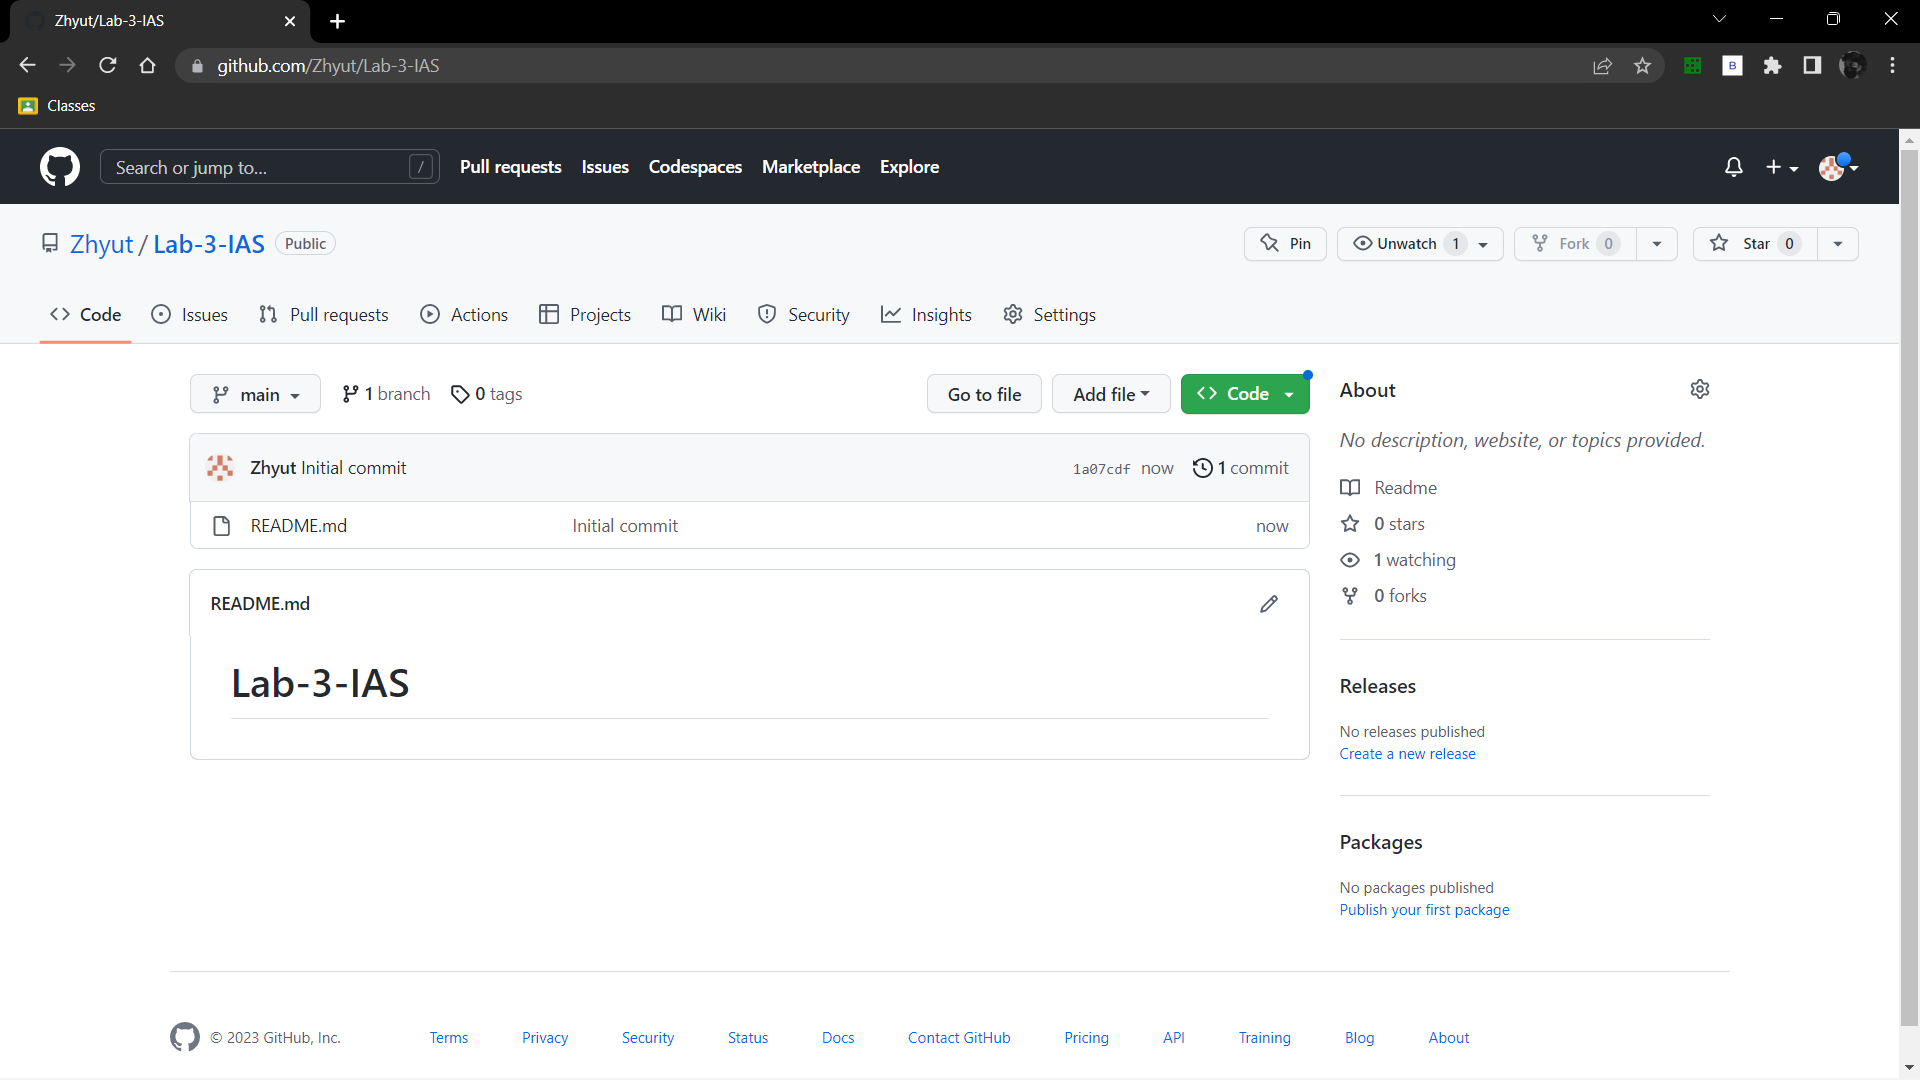 Zhyut/Lab-3-IAS
github.com/Zhyut/Lab-3-IAS
B
Classes
Search or jump to... /
Pull requests Issues Codespaces Marketplace Explore
Zhyut / Lab-3-IAS Public
Pin Unwatch 1 Fork 0 Star 0
Code Issues Pull requests Actions Projects Wiki Security Insights Settings
main 1 branch 0 tags Go to file Add file Code
Zhyut Initial commit 1a07cdf now 1 commit
README.md Initial commit now
README.md
Lab-3-IAS
About
No description, website, or topics provided.
Readme
0 stars
1 watching
0 forks
Releases
No releases published
Create a new release
Packages
No packages published
Publish your first package
© 2023 GitHub, Inc. Terms Privacy Security Status Docs Contact GitHub Pricing API Training Blog About